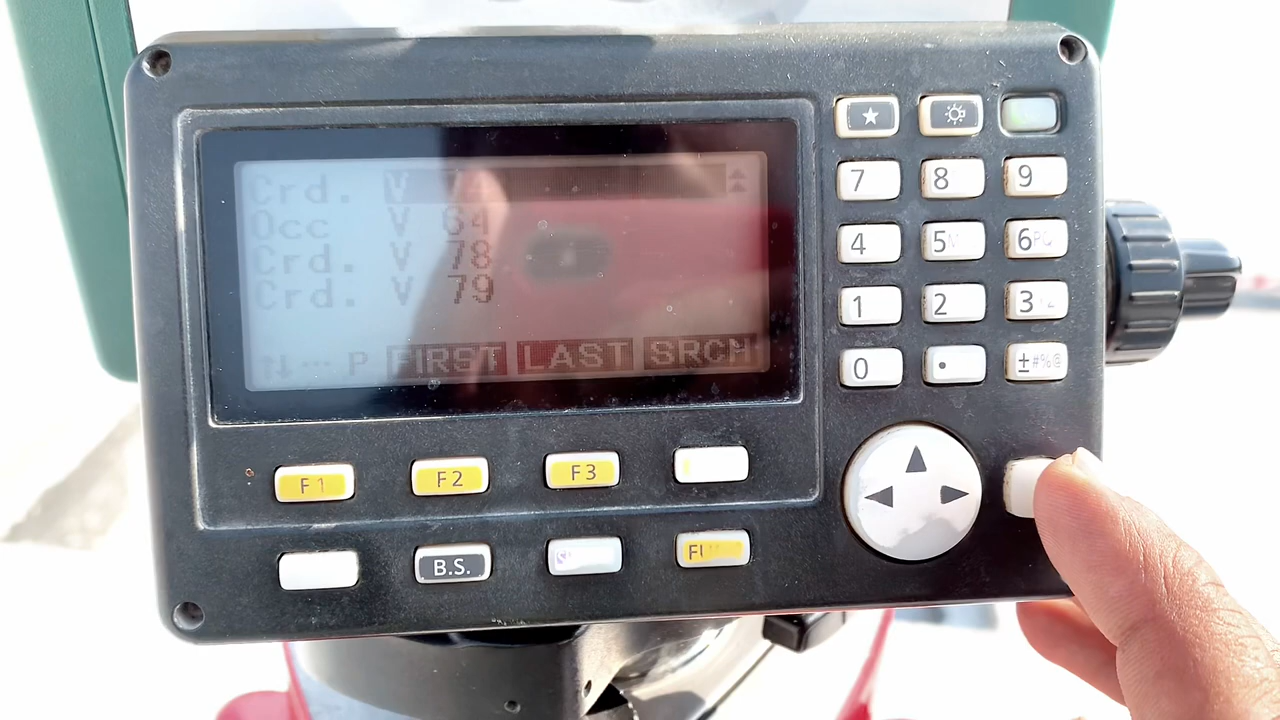 Crd. V
Occ V 64
Crd. V 78
Crd. V 79
P FIRST LAST SRCH
7 8 9
4 5 6
1 2 3
0 . ±#%@
F1 F2 F3
B.S.